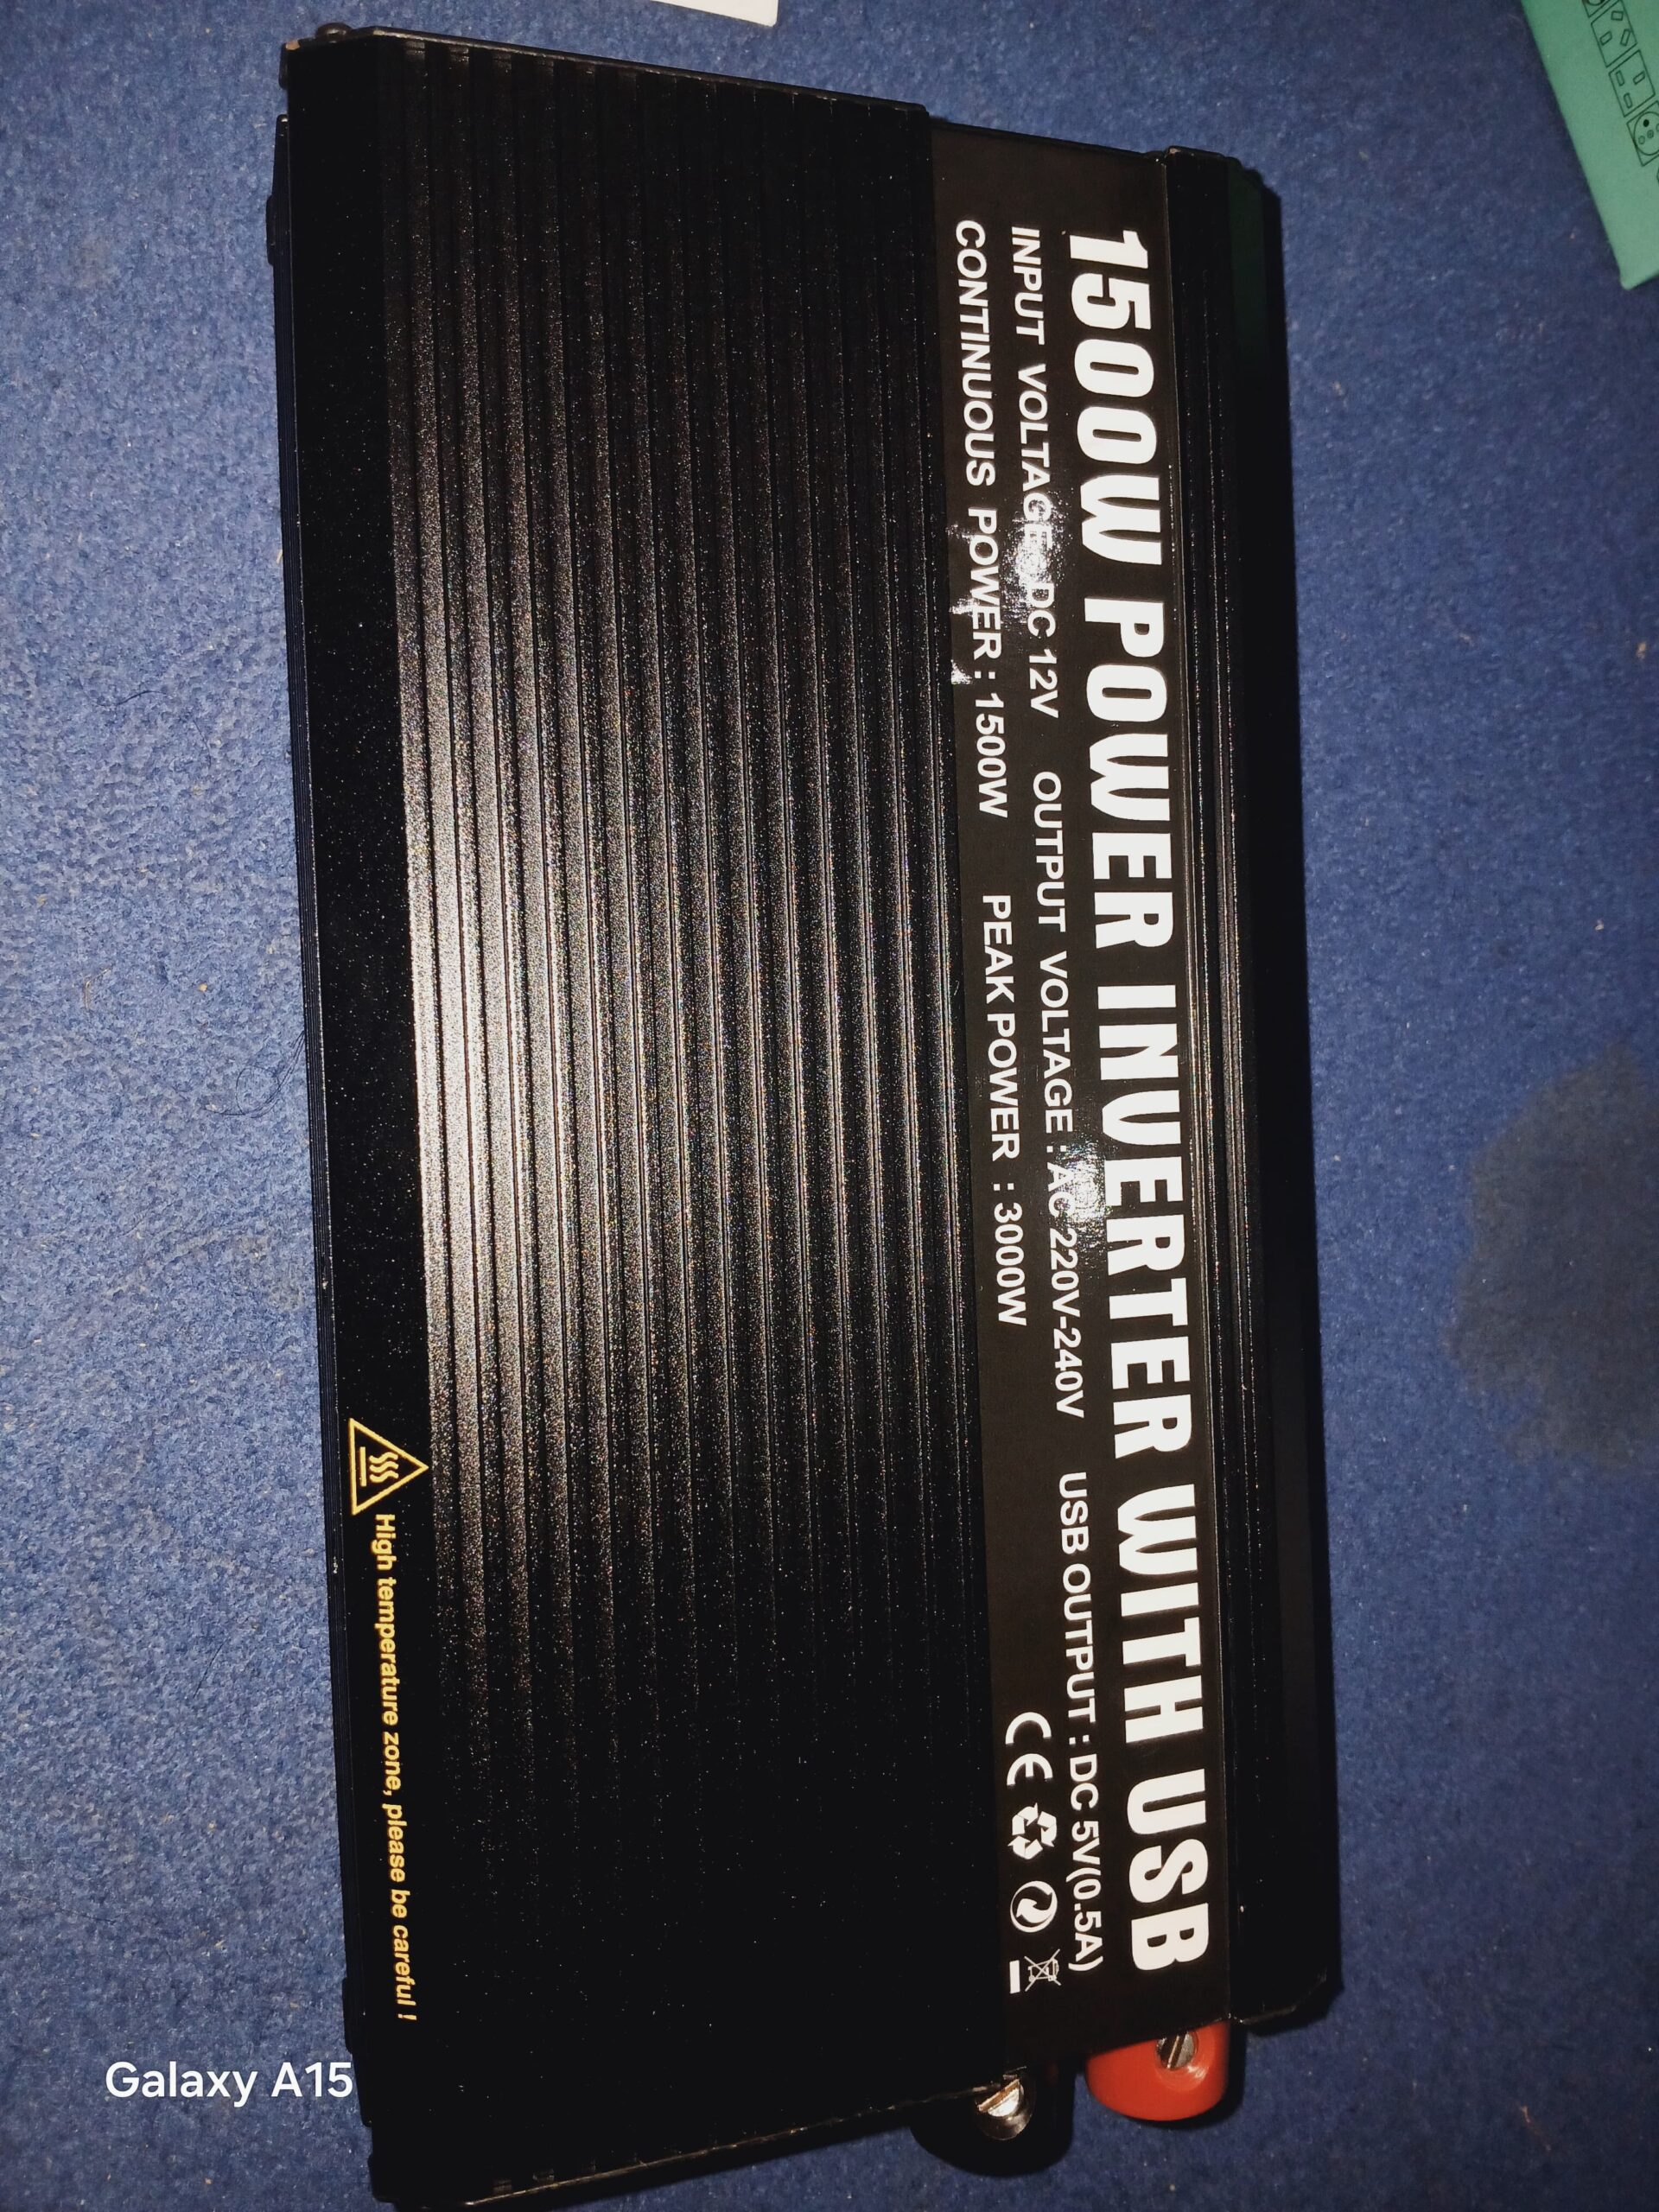 1500W POWER INVERTER WITH USB
INPUT VOLTAGE: DC 12V OUTPUT VOLTAGE : AC 220V-240V USB OUTPUT : DC 5V(0.5A)
CONTINUOUS POWER : 1500W PEAK POWER : 3000W CE
High temperature zone, please be careful !
Galaxy A15